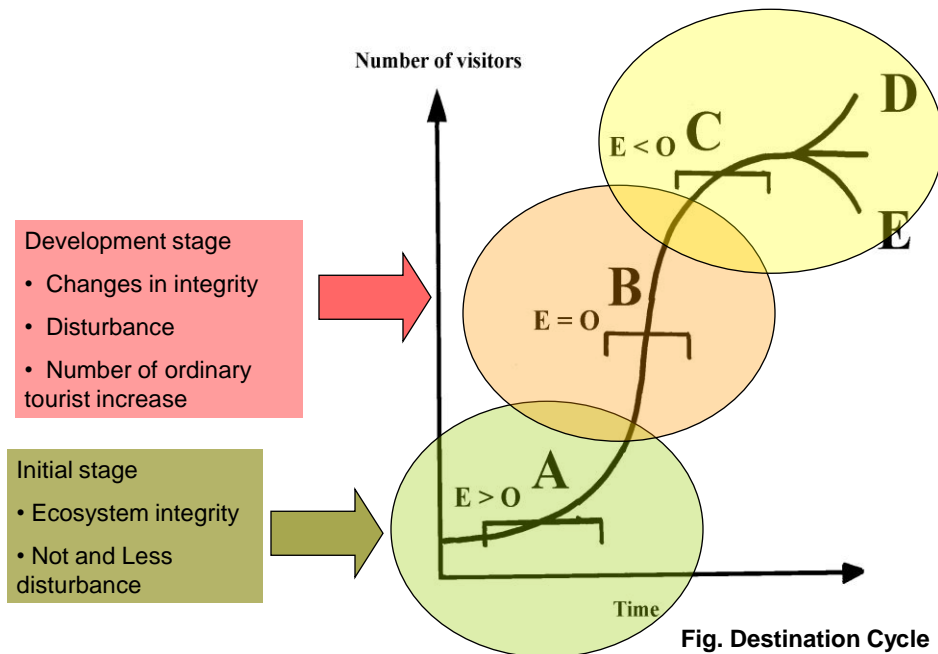 Number of visitors
D
C
E < O
E
Development stage
• Changes in integrity
• Disturbance
• Number of ordinary
tourist increase
B
E = O
Initial stage
• Ecosystem integrity
• Not and Less
disturbance
A
E > O
Time
Fig. Destination Cycle